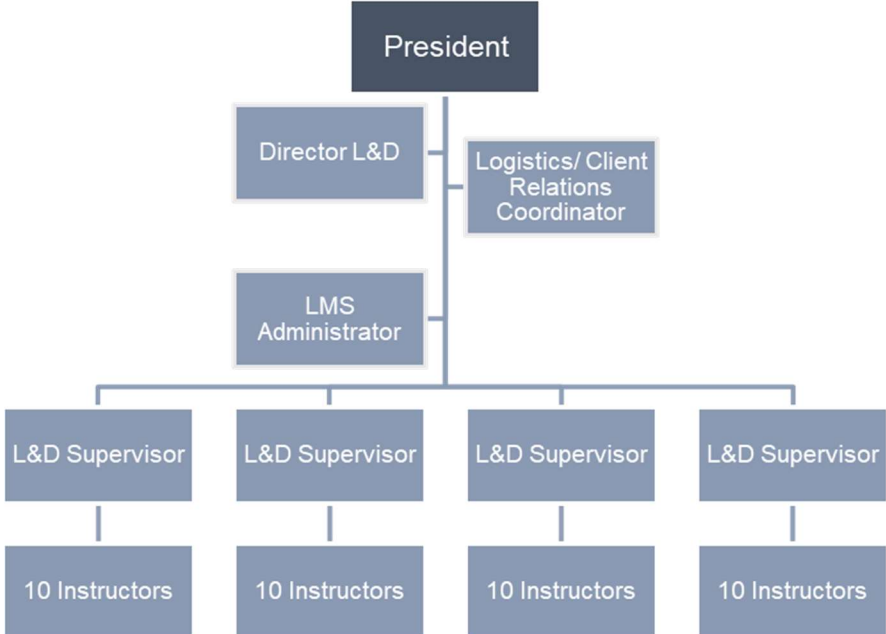 President
Director L&D
Logistics/ Client
Relations
Coordinator
LMS
Administrator
L&D Supervisor
L&D Supervisor
L&D Supervisor
L&D Supervisor
10 Instructors
10 Instructors
10 Instructors
10 Instructors